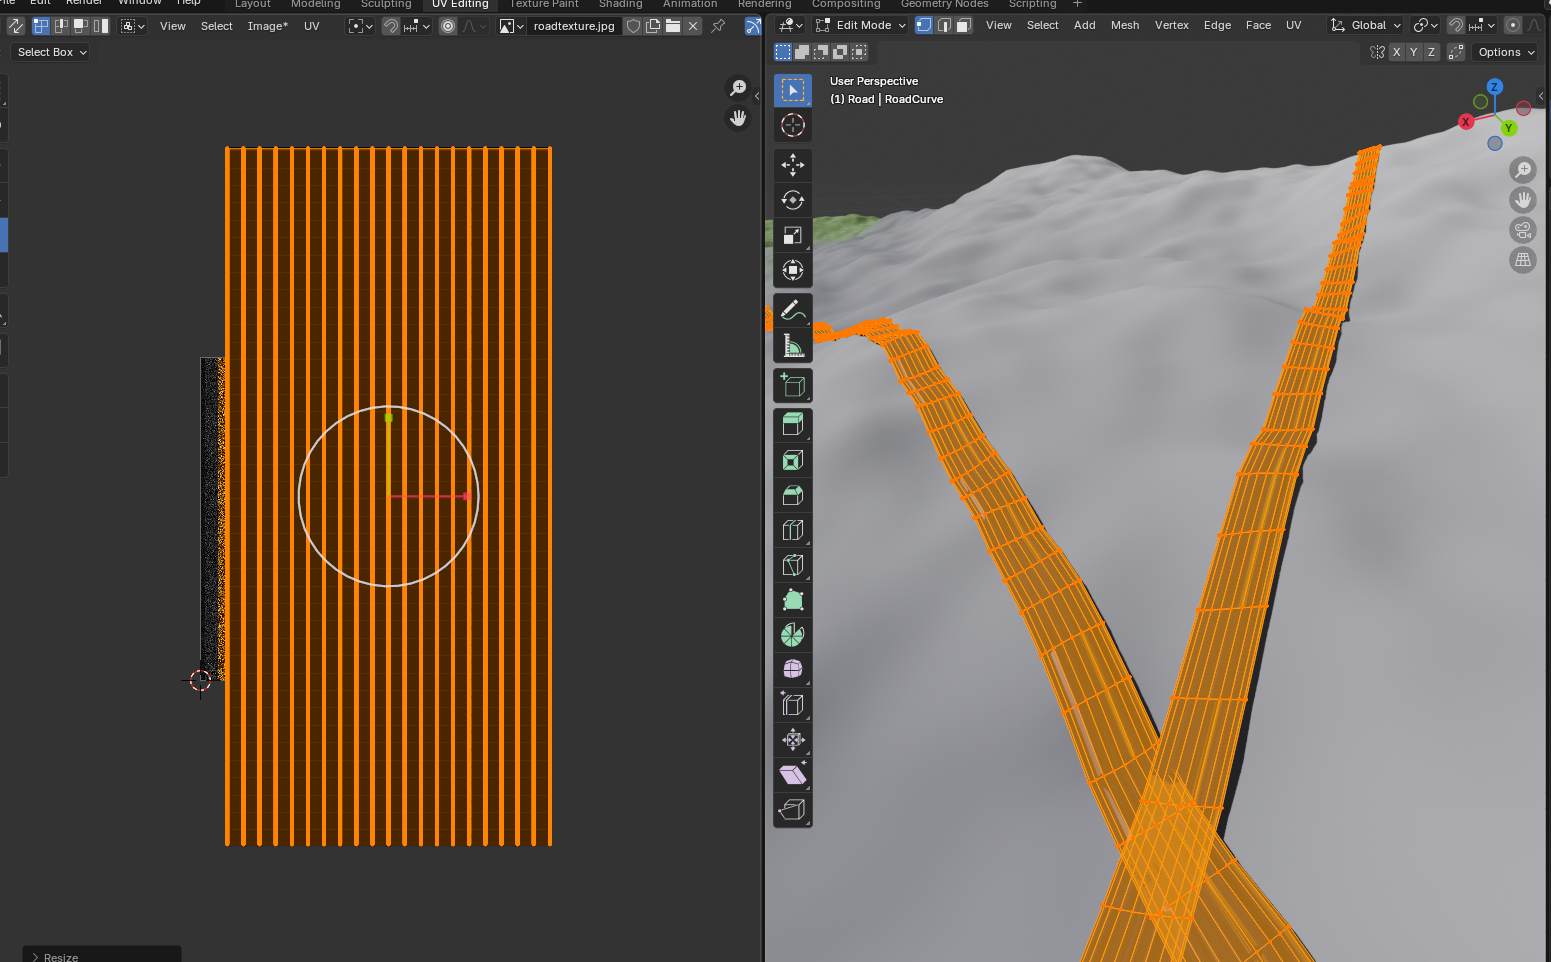 Edit Render Window Help Layout Modeling Sculpting UV Editing Texture Paint Shading Animation Rendering Compositing Geometry Nodes Scripting +
View Select Image* UV roadtexture.jpg
Edit Mode View Select Add Mesh Vertex Edge Face UV Global
Select Box
X Y Z Options
User Perspective
(1) Road | RoadCurve
Z
X
Y
Resize